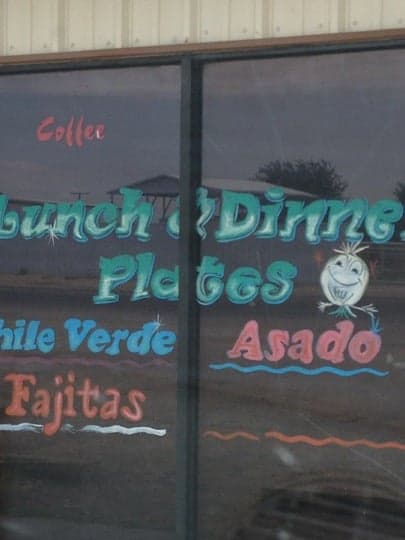 Coffee
Lunch & Dinne
Plates
hile Verde Asado
Fajitas